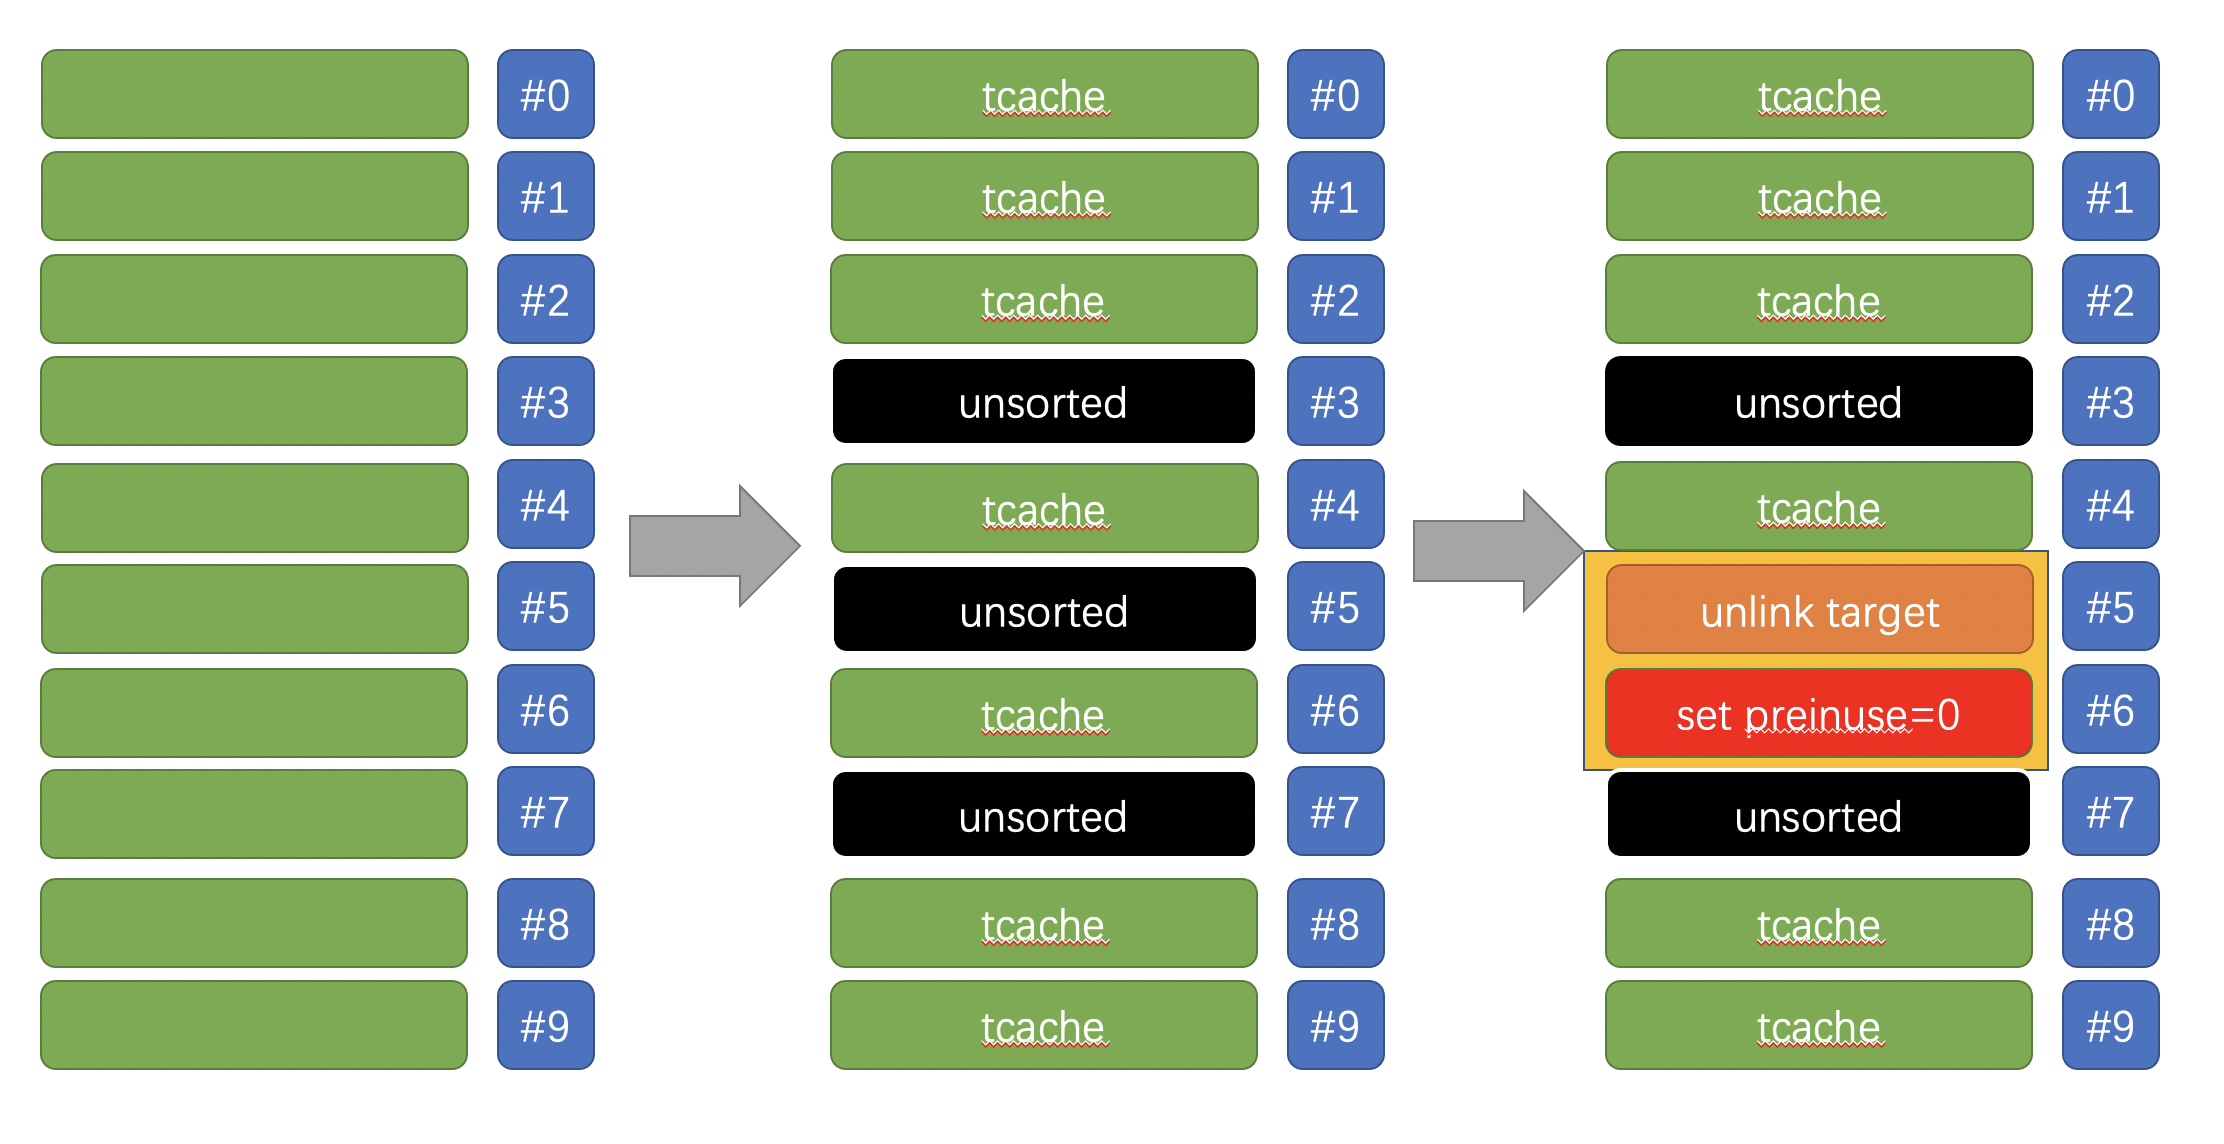 #0
#1
#2
#3
#4
#5
#6
#7
#8
#9
tcache #0
tcache #1
tcache #2
unsorted #3
tcache #4
unsorted #5
tcache #6
unsorted #7
tcache #8
tcache #9
tcache #0
tcache #1
tcache #2
unsorted #3
tcache #4
unlink target #5
set preinuse=0 #6
unsorted #7
tcache #8
tcache #9